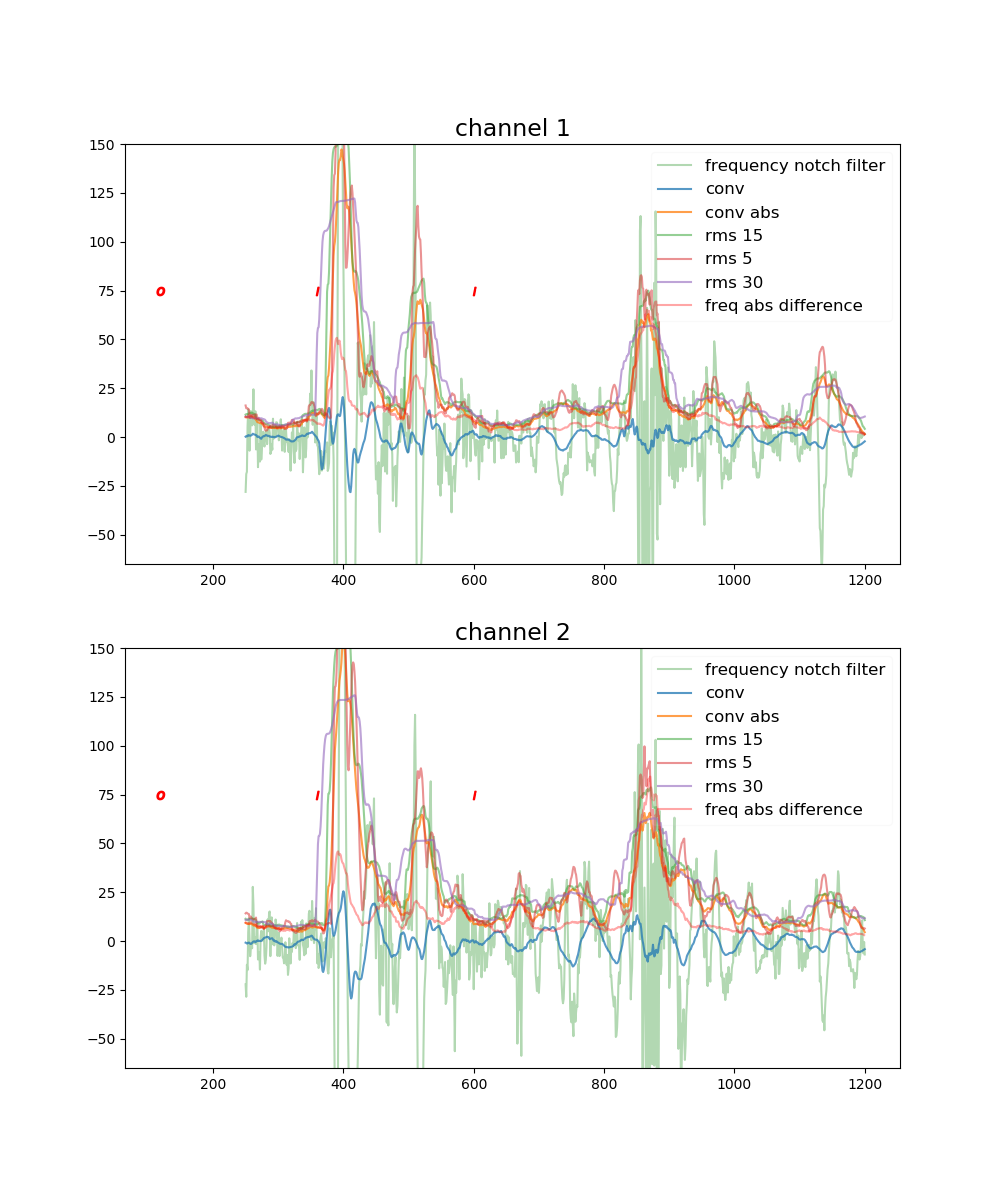 channel 1
150
125
100
75
50
25
0
−25
−50
frequency notch filter
conv
conv abs
rms 15
rms 5
rms 30
freq abs difference
o
ı
ı
200 400 600 800 1000 1200
channel 2
150
125
100
75
50
25
0
−25
−50
frequency notch filter
conv
conv abs
rms 15
rms 5
rms 30
freq abs difference
o
ı
ı
200 400 600 800 1000 1200